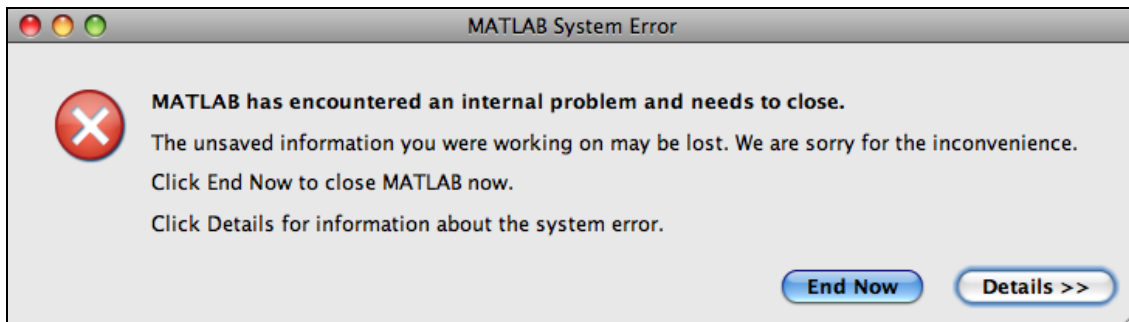 MATLAB System Error
MATLAB has encountered an internal problem and needs to close.
The unsaved information you were working on may be lost. We are sorry for the inconvenience.
Click End Now to close MATLAB now.
Click Details for information about the system error.
End Now
Details >>